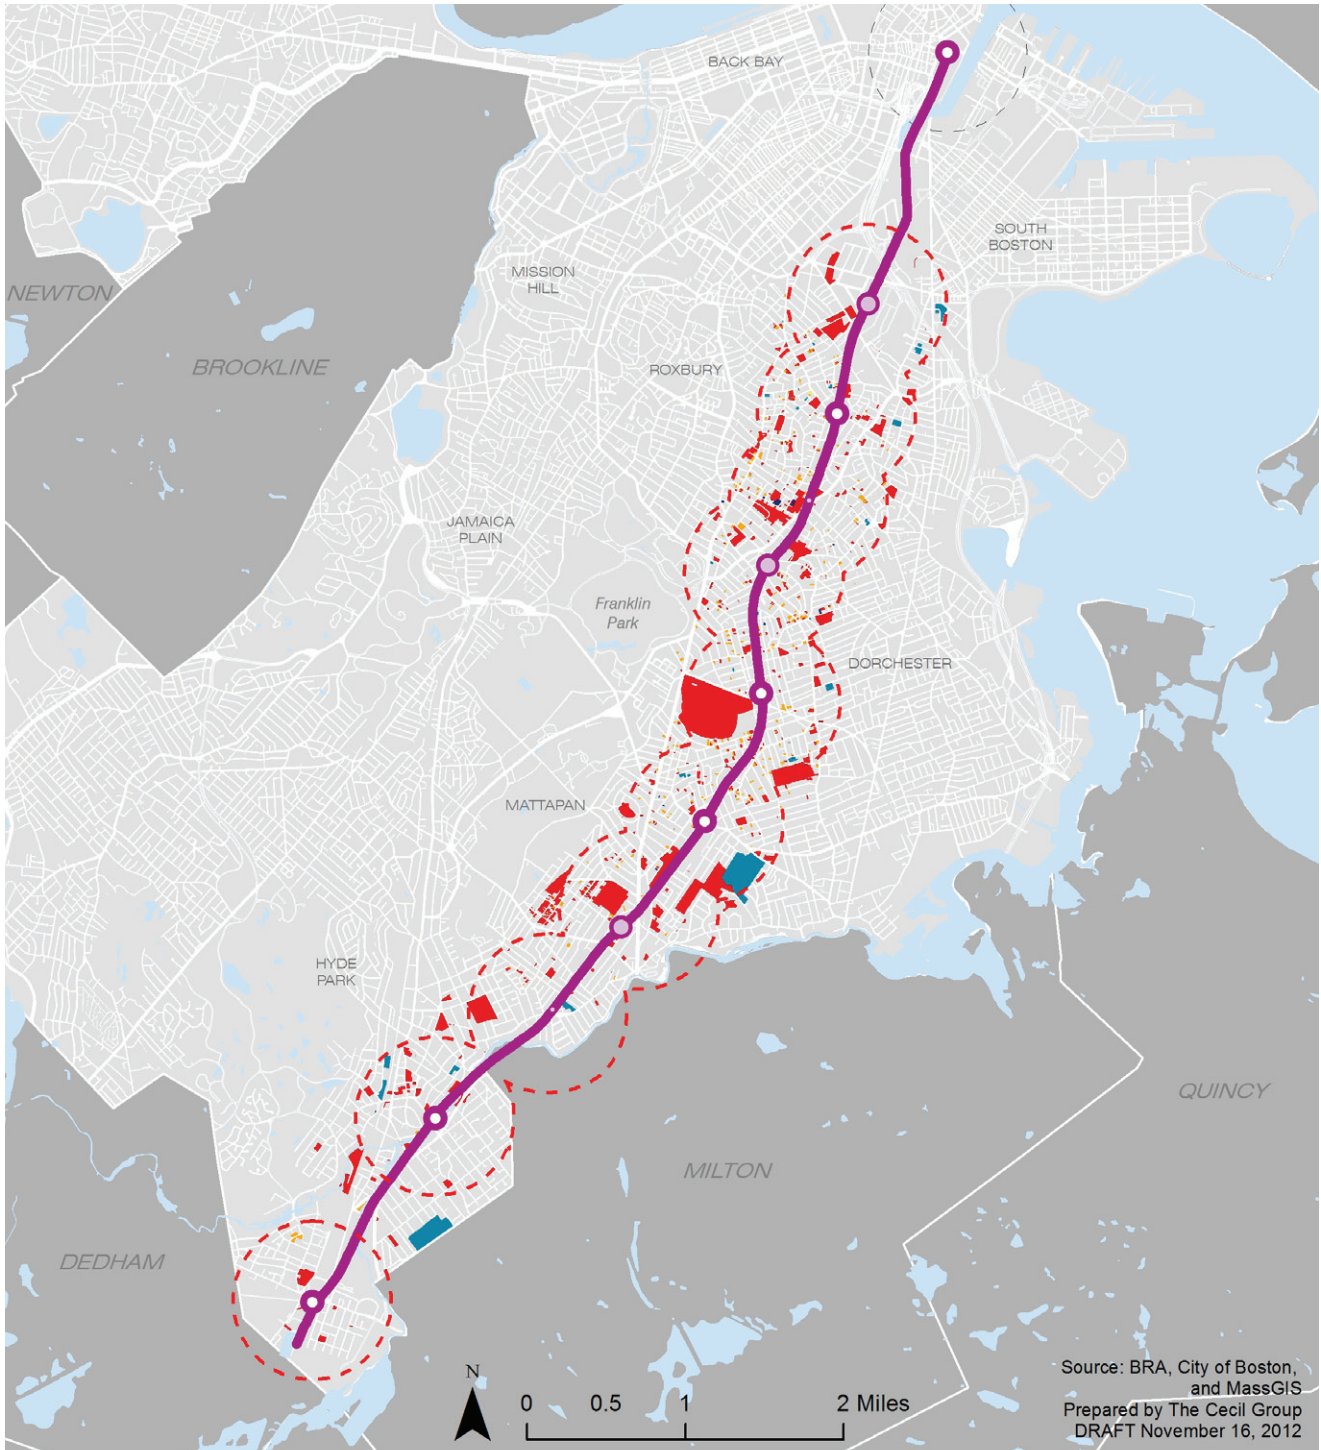 BACK BAY
SOUTH
BOSTON
MISSION
HILL
NEWTON
BROOKLINE
ROXBURY
JAMAICA
PLAIN
Franklin
Park
DORCHESTER
MATTAPAN
HYDE
PARK
QUINCY
MILTON
DEDHAM
N
0 0.5 1 2 Miles
Source: BRA, City of Boston,
and MassGIS
Prepared by The Cecil Group
DRAFT November 16, 2012